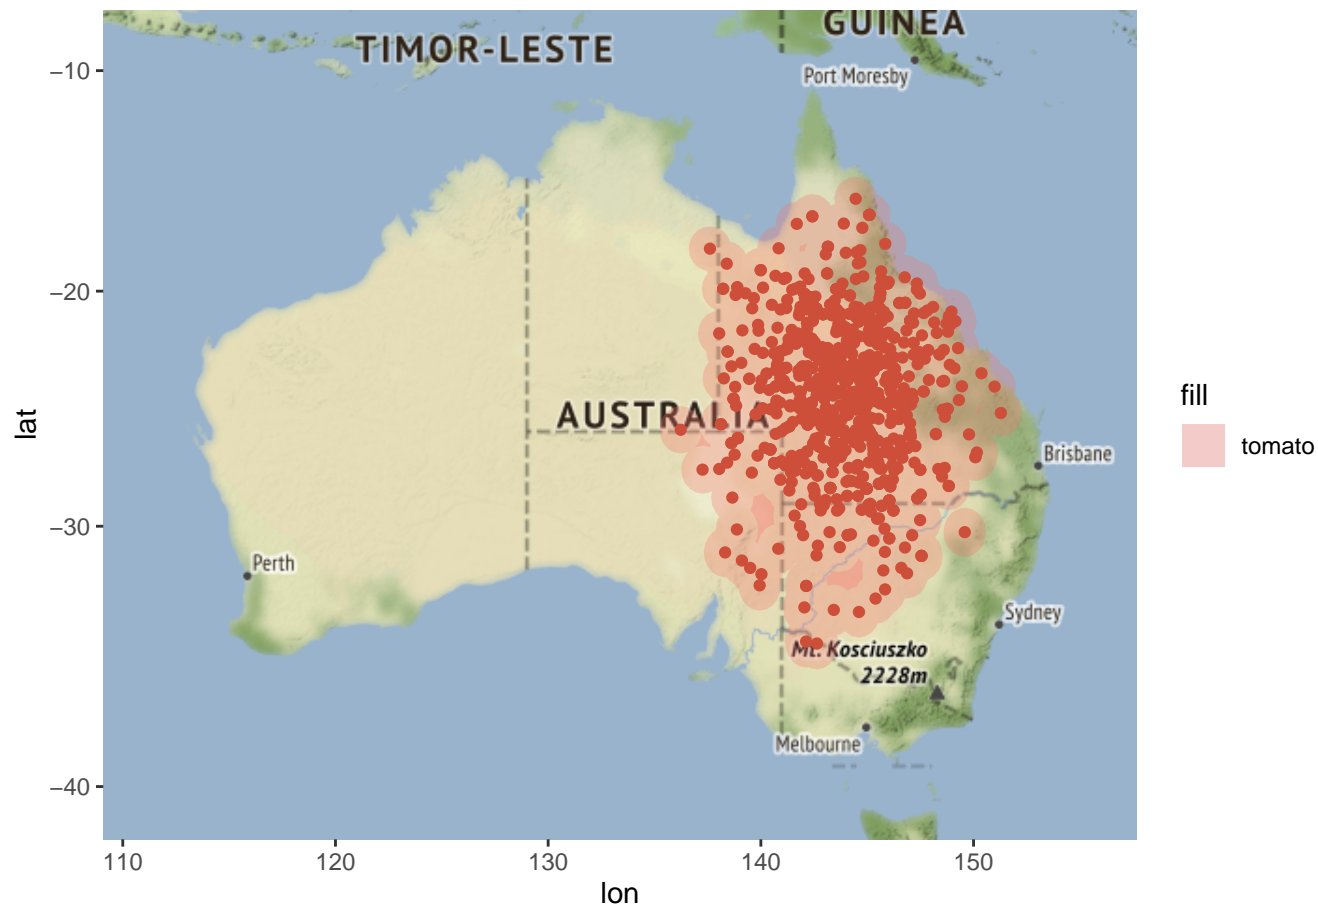 GUINEA
TIMOR-LESTE
Port Moresby
AUSTRALIA
Brisbane
Perth
Sydney
Mt. Kosciuszko
2228m
Melbourne
−10
−20
−30
−40
lat
110 120 130 140 150
lon
fill
tomato